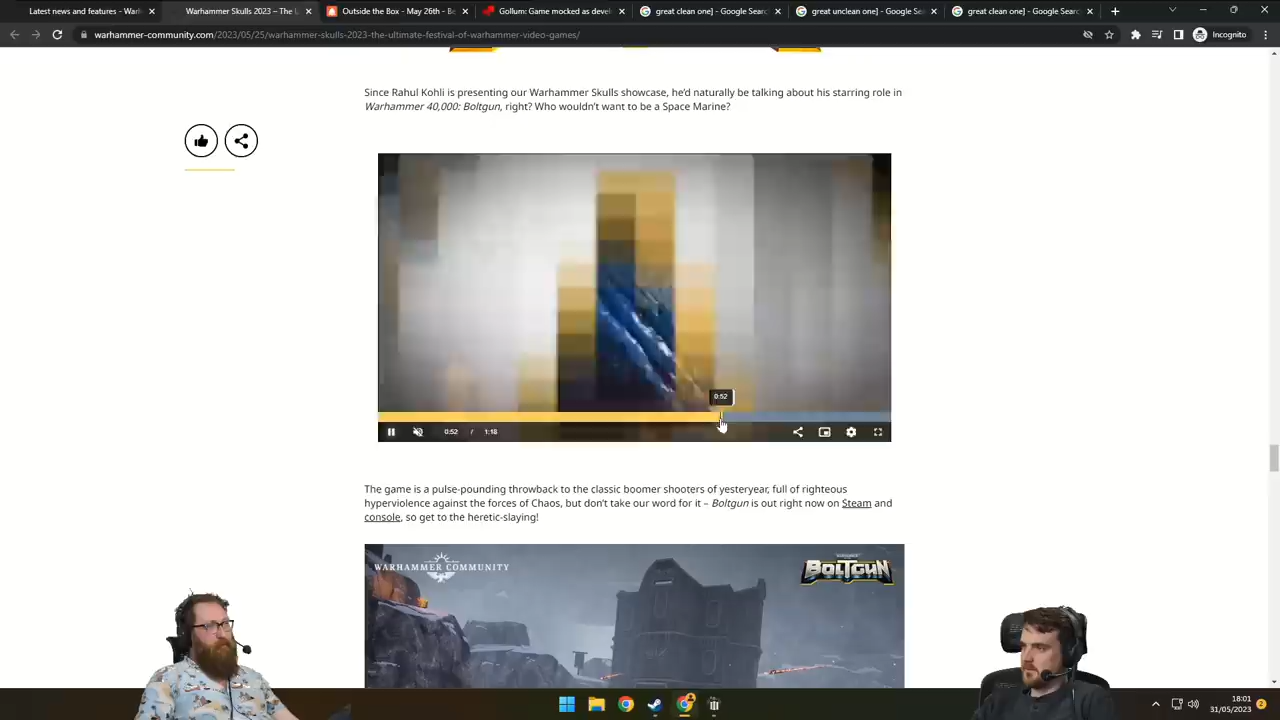 Latest news and features - Warh
Warhammer Skulls 2023 – The U
Outside the Box – May 26th - Be
Gollum: Game mocked as devel
great clean one] - Google Searc
great unclean one] - Google Se
great clean one] - Google Searc
warhammer-community.com/2023/05/25/warhammer-skulls-2023-the-ultimate-festival-of-warhammer-video-games/
Incognito
Since Rahul Kohli is presenting our Warhammer Skulls showcase, he'd naturally be talking about his starring role in
Warhammer 40,000: Boltgun, right? Who wouldn't want to be a Space Marine?
0:52
0:52 / 1:18
The game is a pulse-pounding throwback to the classic boomer shooters of yesteryear, full of righteous
hyperviolence against the forces of Chaos, but don't take our word for it – Boltgun is out right now on Steam and
console, so get to the heretic-slaying!
WARHAMMER COMMUNITY
BOLTGUN
18:01
31/05/2023
2